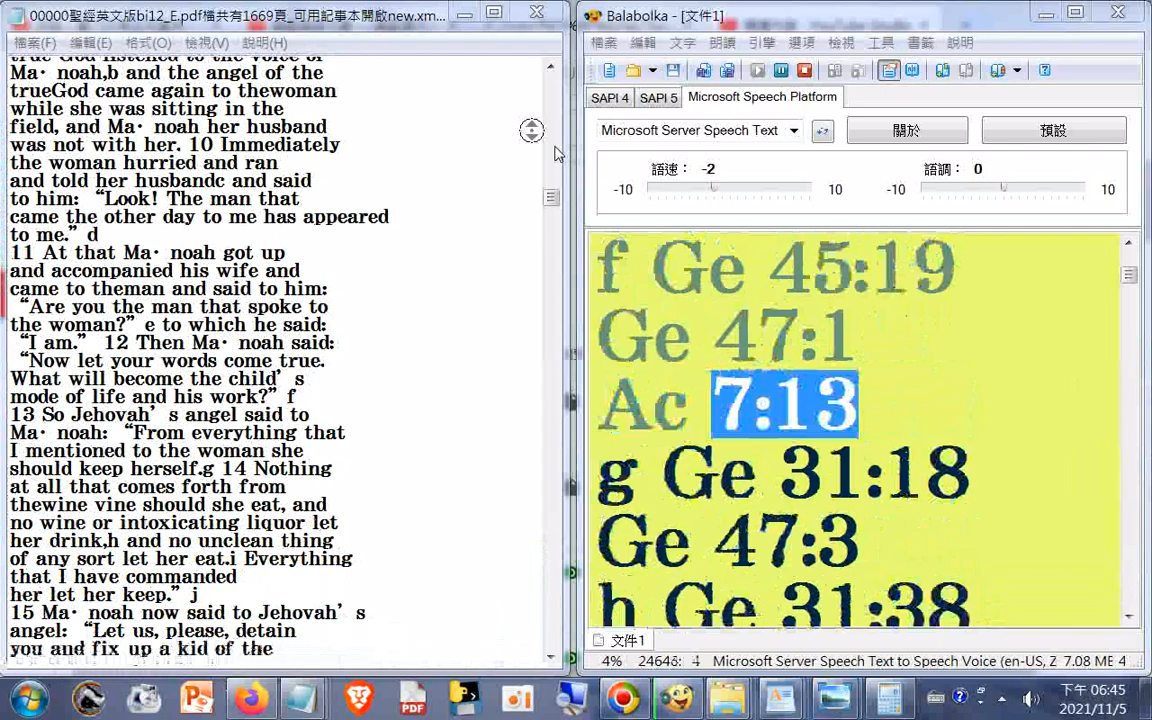 00000聖經英文版bi12_E.pdf檔共有1669頁_可用記事本開啟new.xm...
檔案(F) 編輯(E) 格式(O) 檢視(V) 說明(H)
true God listened to the voice of
Ma·noah,b and the angel of the
trueGod came again to thewoman
while she was sitting in the
field, and Ma·noah her husband
was not with her. 10 Immediately
the woman hurried and ran
and told her husbandc and said
to him: “Look! The man that
came the other day to me has appeared
to me.” d
11 At that Ma·noah got up
and accompanied his wife and
came to theman and said to him:
“Are you the man that spoke to
the woman?” e to which he said:
“I am.” 12 Then Ma·noah said:
“Now let your words come true.
What will become the child’s
mode of life and his work?” f
13 So Jehovah’s angel said to
Ma·noah: “From everything that
I mentioned to the woman she
should keep herself.g 14 Nothing
at all that comes forth from
thewine vine should she eat, and
no wine or intoxicating liquor let
her drink,h and no unclean thing
of any sort let her eat.i Everything
that I have commanded
her let her keep.” j
15 Ma·noah now said to Jehovah’s
angel: “Let us, please, detain
you and fix up a kid of the
Balabolka - [文件1]
檔案 編輯 文字 朗讀 引擎 選項 檢視 工具 書籤 說明
SAPI 4 SAPI 5 Microsoft Speech Platform
Microsoft Server Speech Text 關於 預設
語速: -2 語調: 0
-10 10 -10 10
f Ge 45:19
Ge 47:1
Ac 7:13
g Ge 31:18
Ge 47:3
h Ge 31:38
文件1
4% 24648: 4 Microsoft Server Speech Text to Speech Voice (en-US, Z 7.08 MB 4
PDF
下午 06:45
2021/11/5